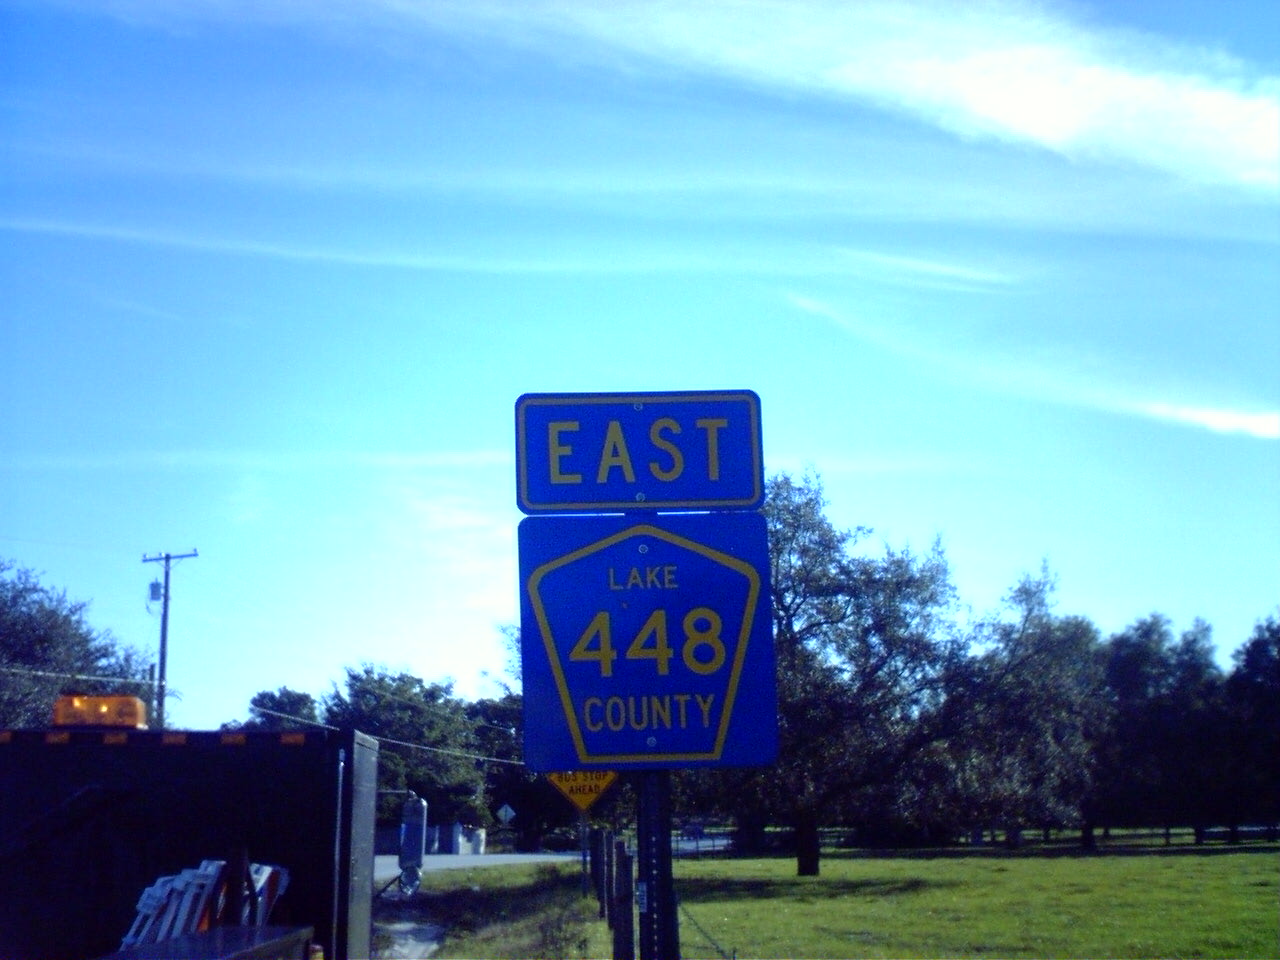 EAST
LAKE
448
COUNTY
BUS STOP
AHEAD